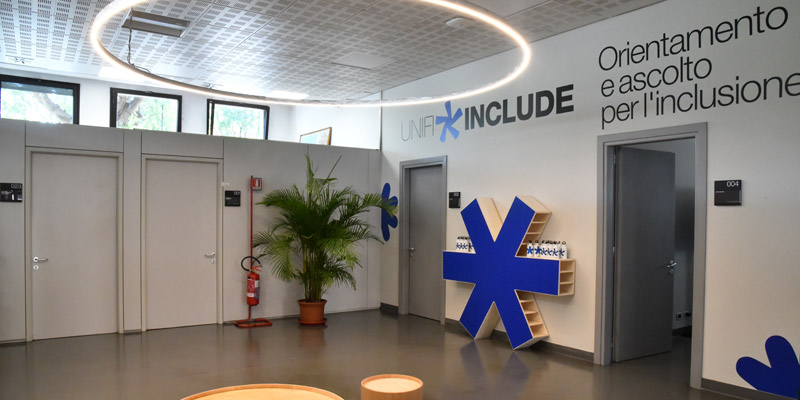 UNIFI INCLUDE
Orientamento
e ascolto
per l'inclusione
004